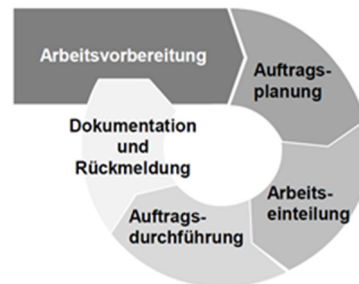 Arbeitsvorbereitung
Auftrags-
planung
Arbeits-
einteilung
Auftrags-
durchführung
Dokumentation
und
Rückmeldung